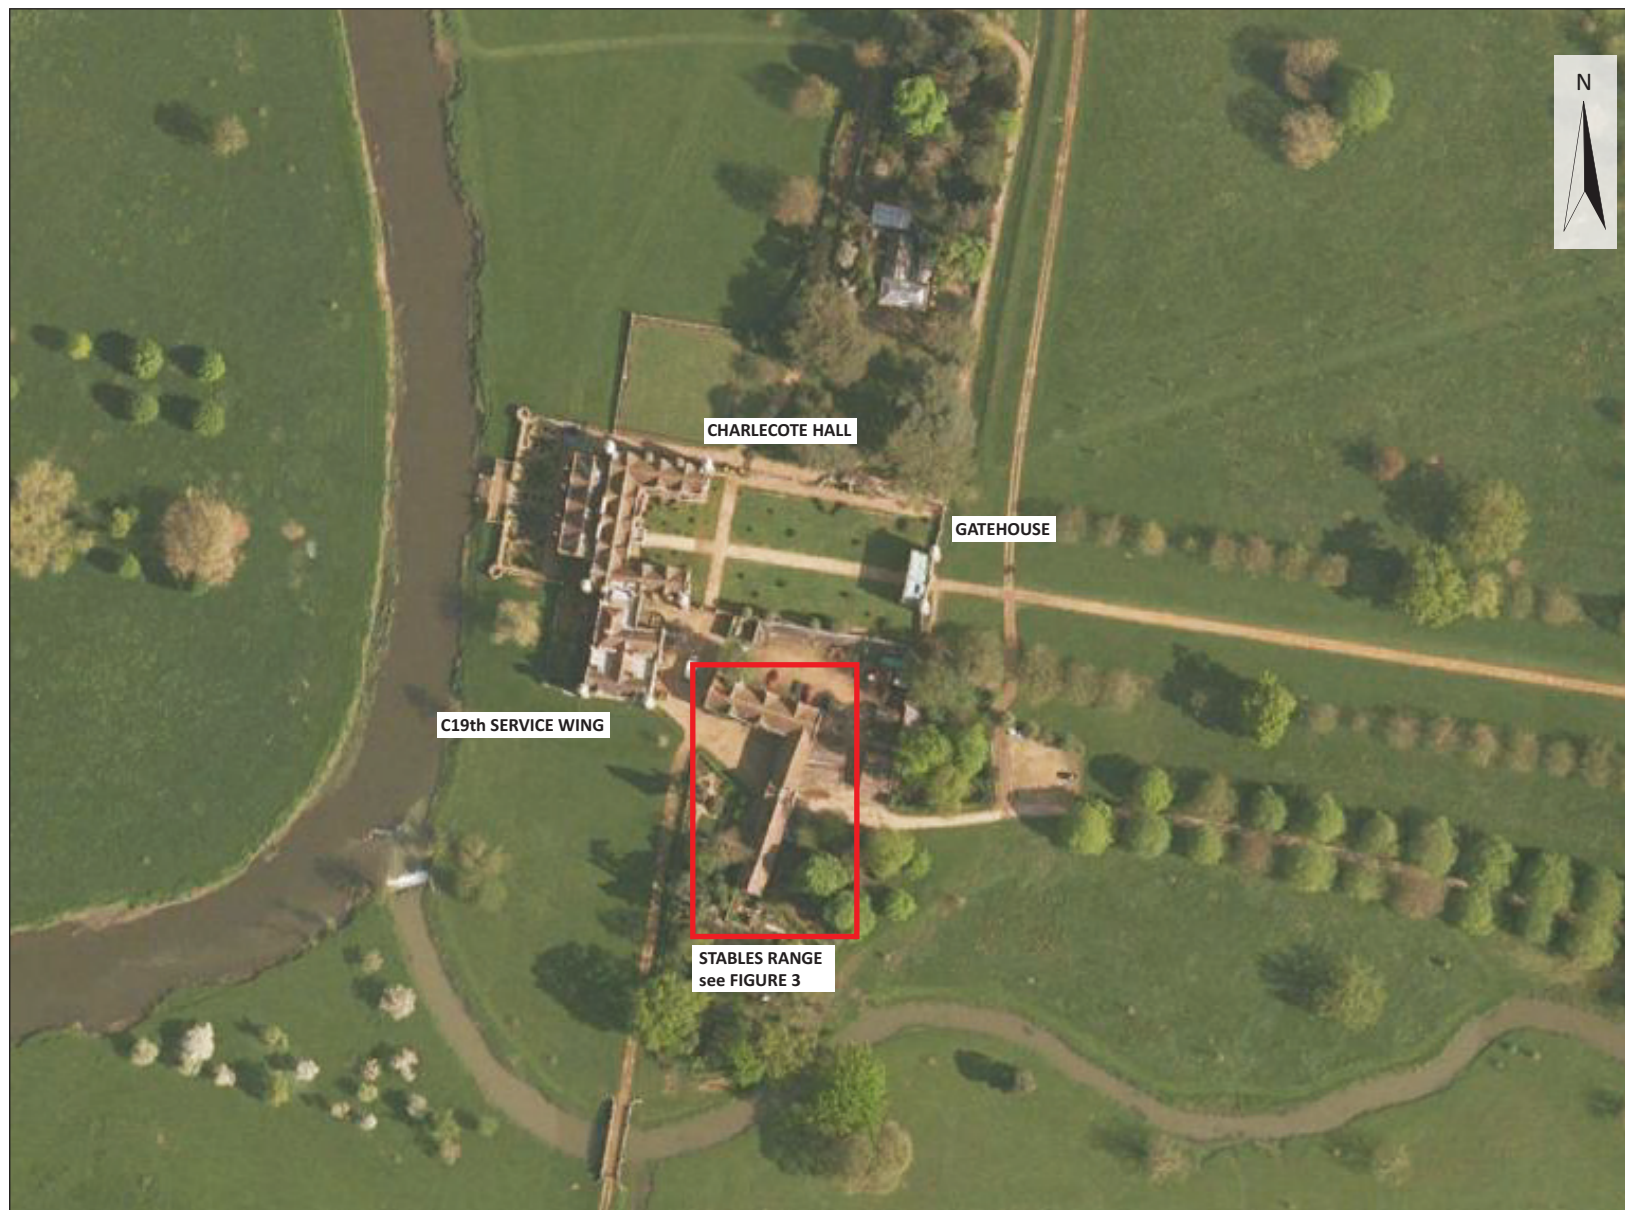 N
CHARLECOTE HALL
GATEHOUSE
C19th SERVICE WING
STABLES RANGE
see FIGURE 3